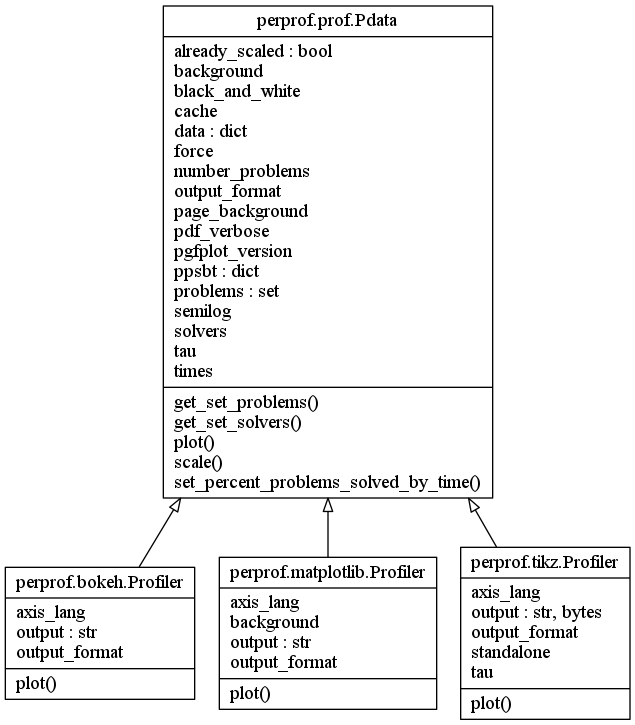 perprof.prof.Pdata
already_scaled : bool
background
black_and_white
cache
data : dict
force
number_problems
output_format
page_background
pdf_verbose
pgfplot_version
ppsbt : dict
problems : set
semilog
solvers
tau
times
get_set_problems()
get_set_solvers()
plot()
scale()
set_percent_problems_solved_by_time()
perprof.bokeh.Profiler
axis_lang
output : str
output_format
plot()
perprof.matplotlib.Profiler
axis_lang
background
output : str
output_format
plot()
perprof.tikz.Profiler
axis_lang
output : str, bytes
output_format
standalone
tau
plot()